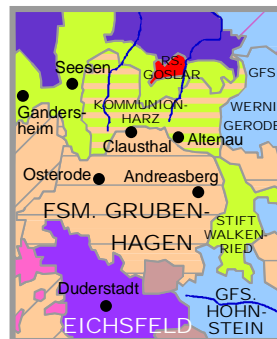 Seesen
RS.
GOSLAR
GFS.
Ganders-
heim
KOMMUNION-
HARZ
WERNI
GERODE
Clausthal
Altenau
Osterode
Andreasberg
FSM. GRUBEN-
HAGEN
STIFT
WALKEN-
RIED
Duderstadt
EICHSFELD
GFS.
HOHN-
STEIN